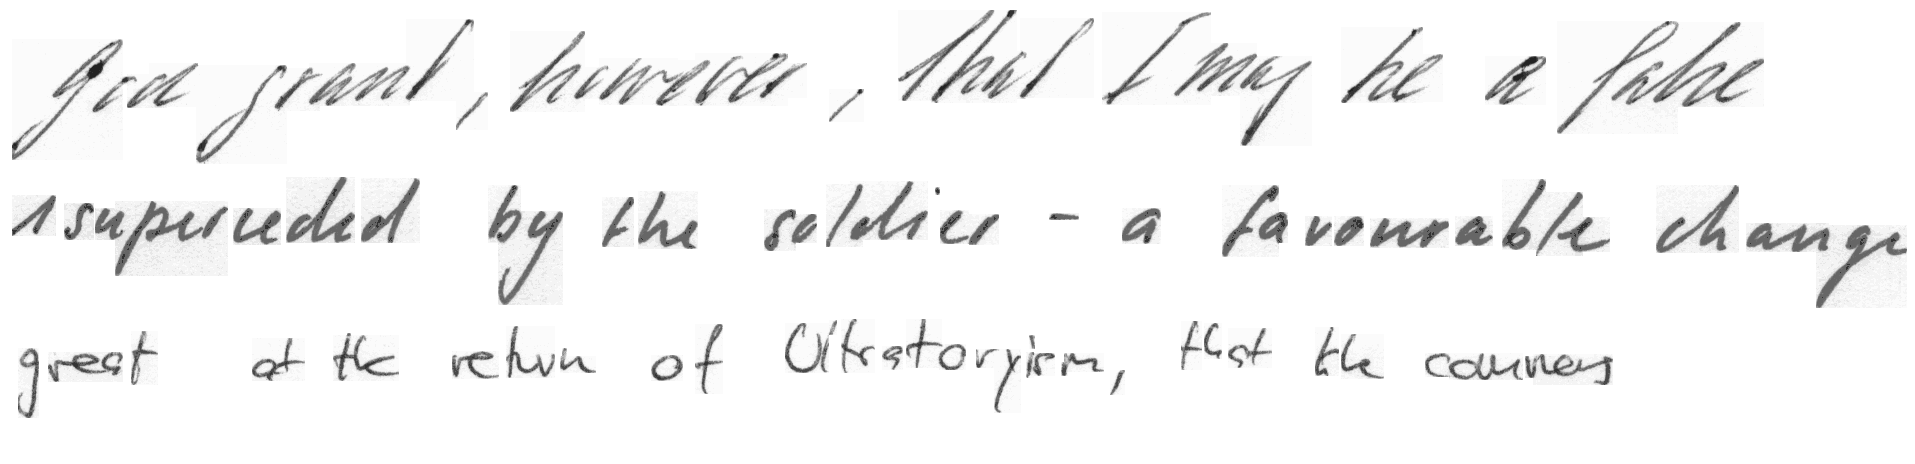 God grant, however, that I may be a false
superceded by the soldier - a favourable change
great at the return of Ultratoryism, that the